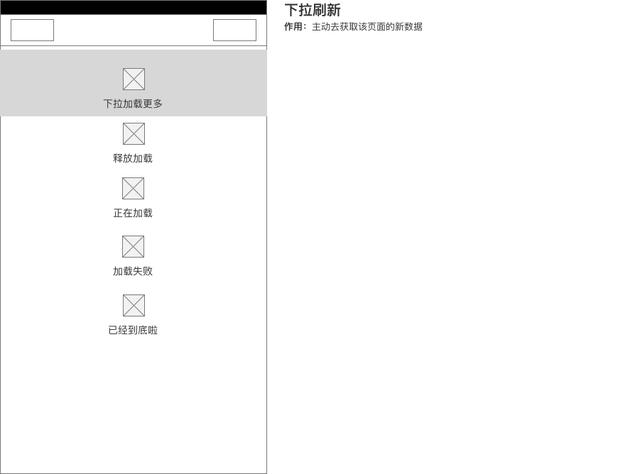 下拉刷新
作用：主动去获取该页面的新数据
下拉加载更多
释放加载
正在加载
加载失败
已经到底啦